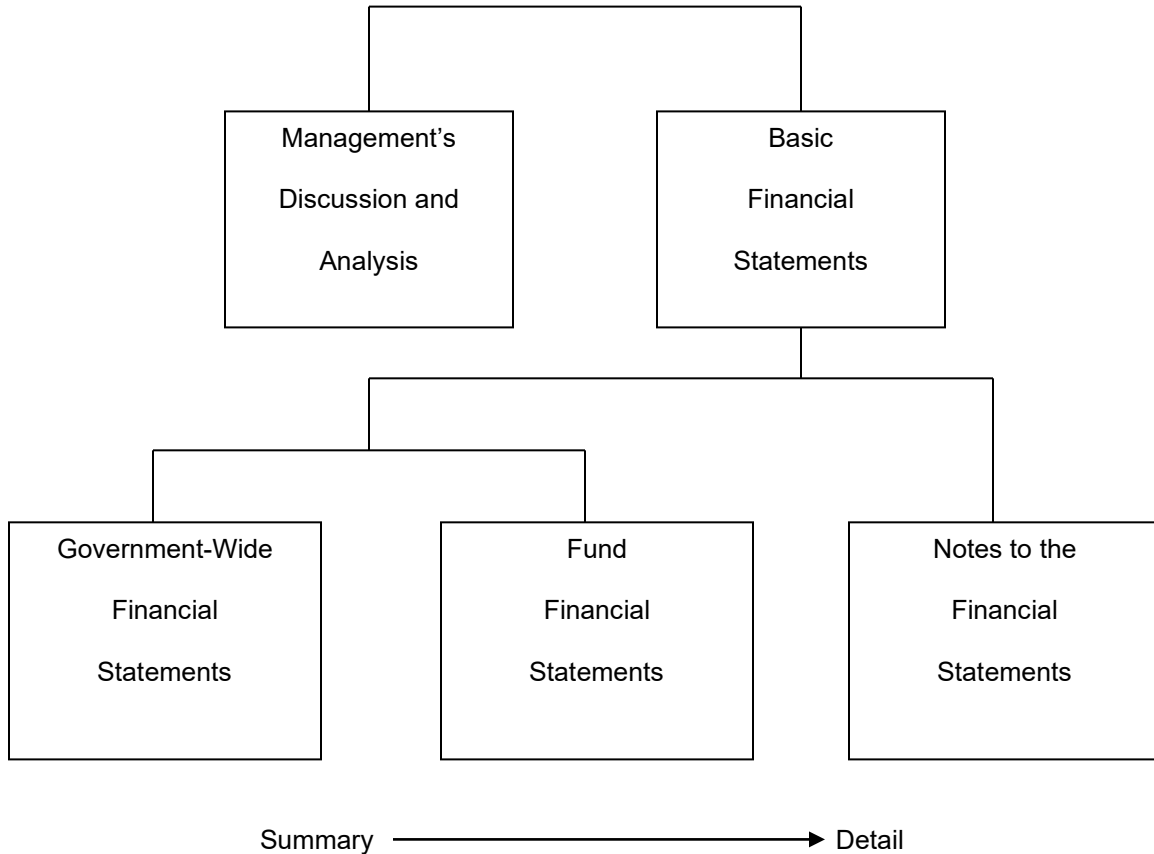 Management’s
Discussion and
Analysis
Basic
Financial
Statements
Government-Wide
Financial
Statements
Fund
Financial
Statements
Notes to the
Financial
Statements
Summary
Detail